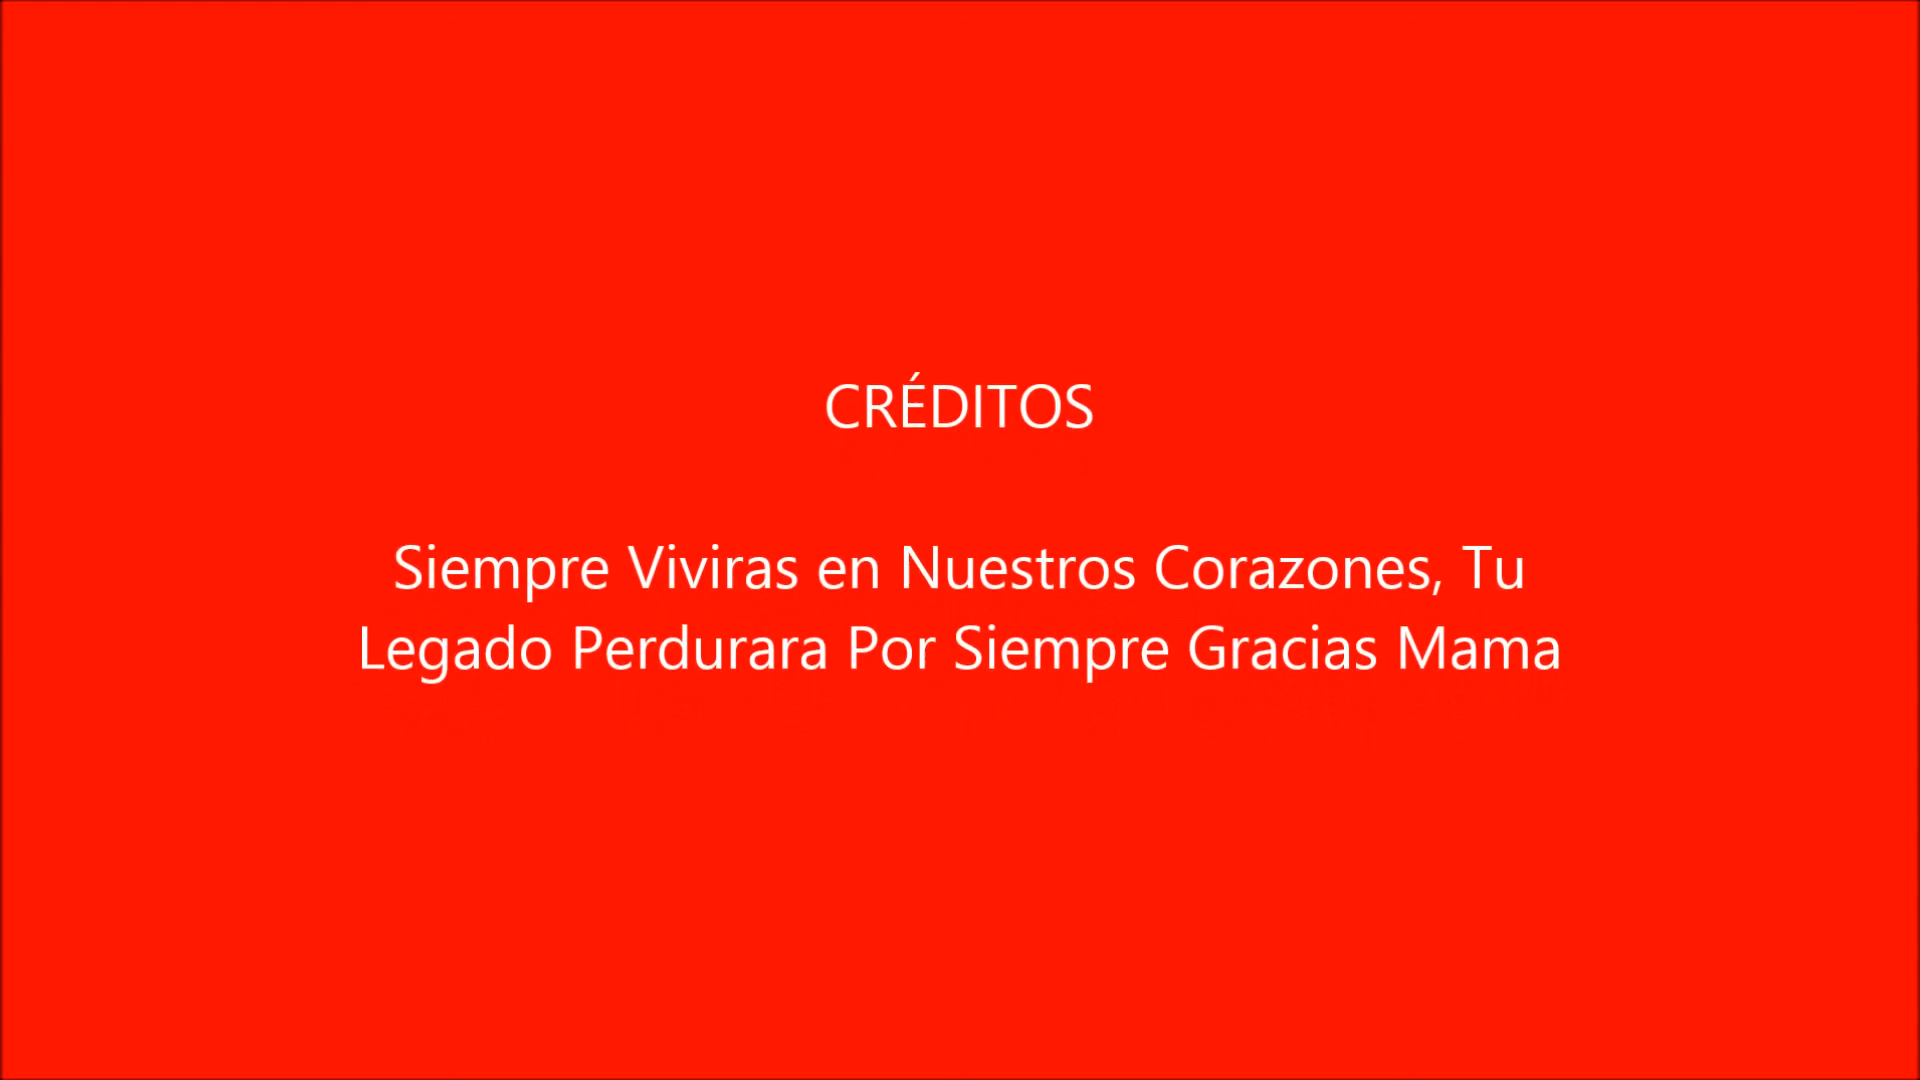 CRÉDITOS
Siempre Viviras en Nuestros Corazones, Tu
Legado Perdurara Por Siempre Gracias Mama